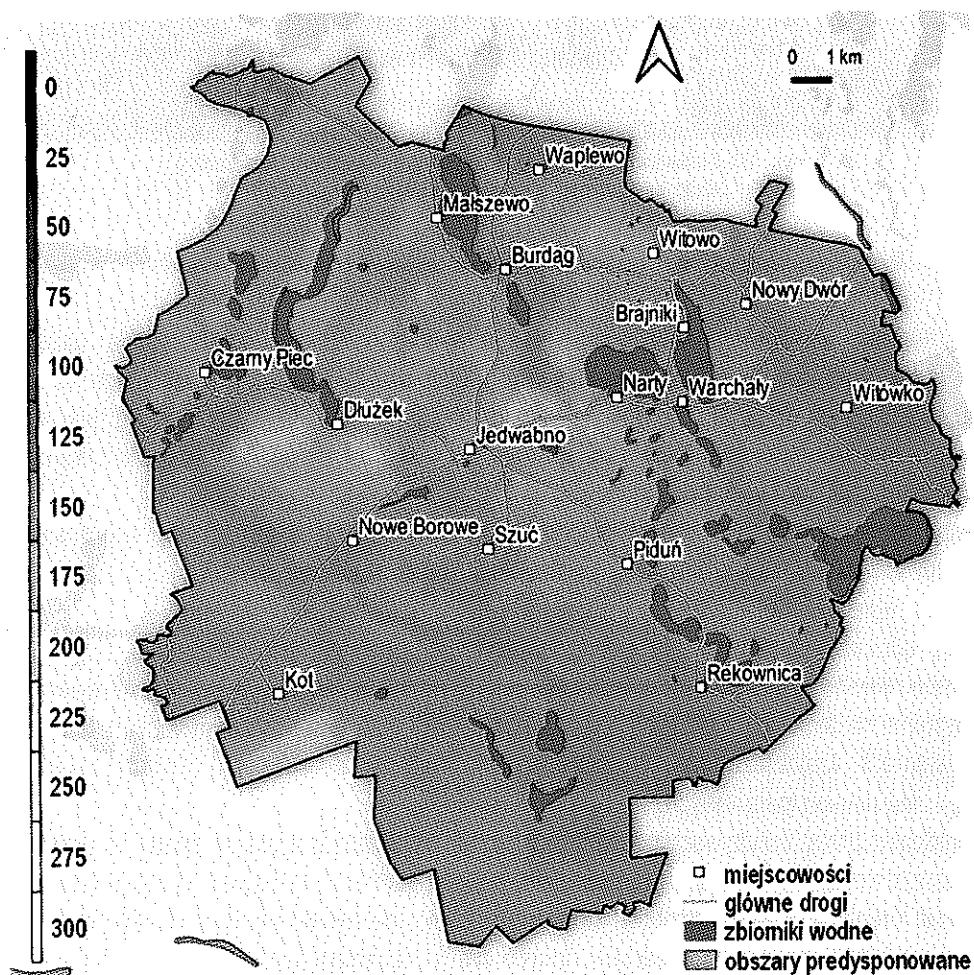 0 1 km
0
25
50
75
100
125
150
175
200
225
250
275
300
Waplewo
Małszewo
Burdąg
Witowo
Nowy Dwór
Brajniki
Czarny Piec
Narty
Warchały
Witówko
Dłużek
Jedwabno
Nowe Borowe
Szuć
Piduń
Kot
Rekownica
miejscowości
główne drogi
zbiorniki wodne
obszary predysponowane